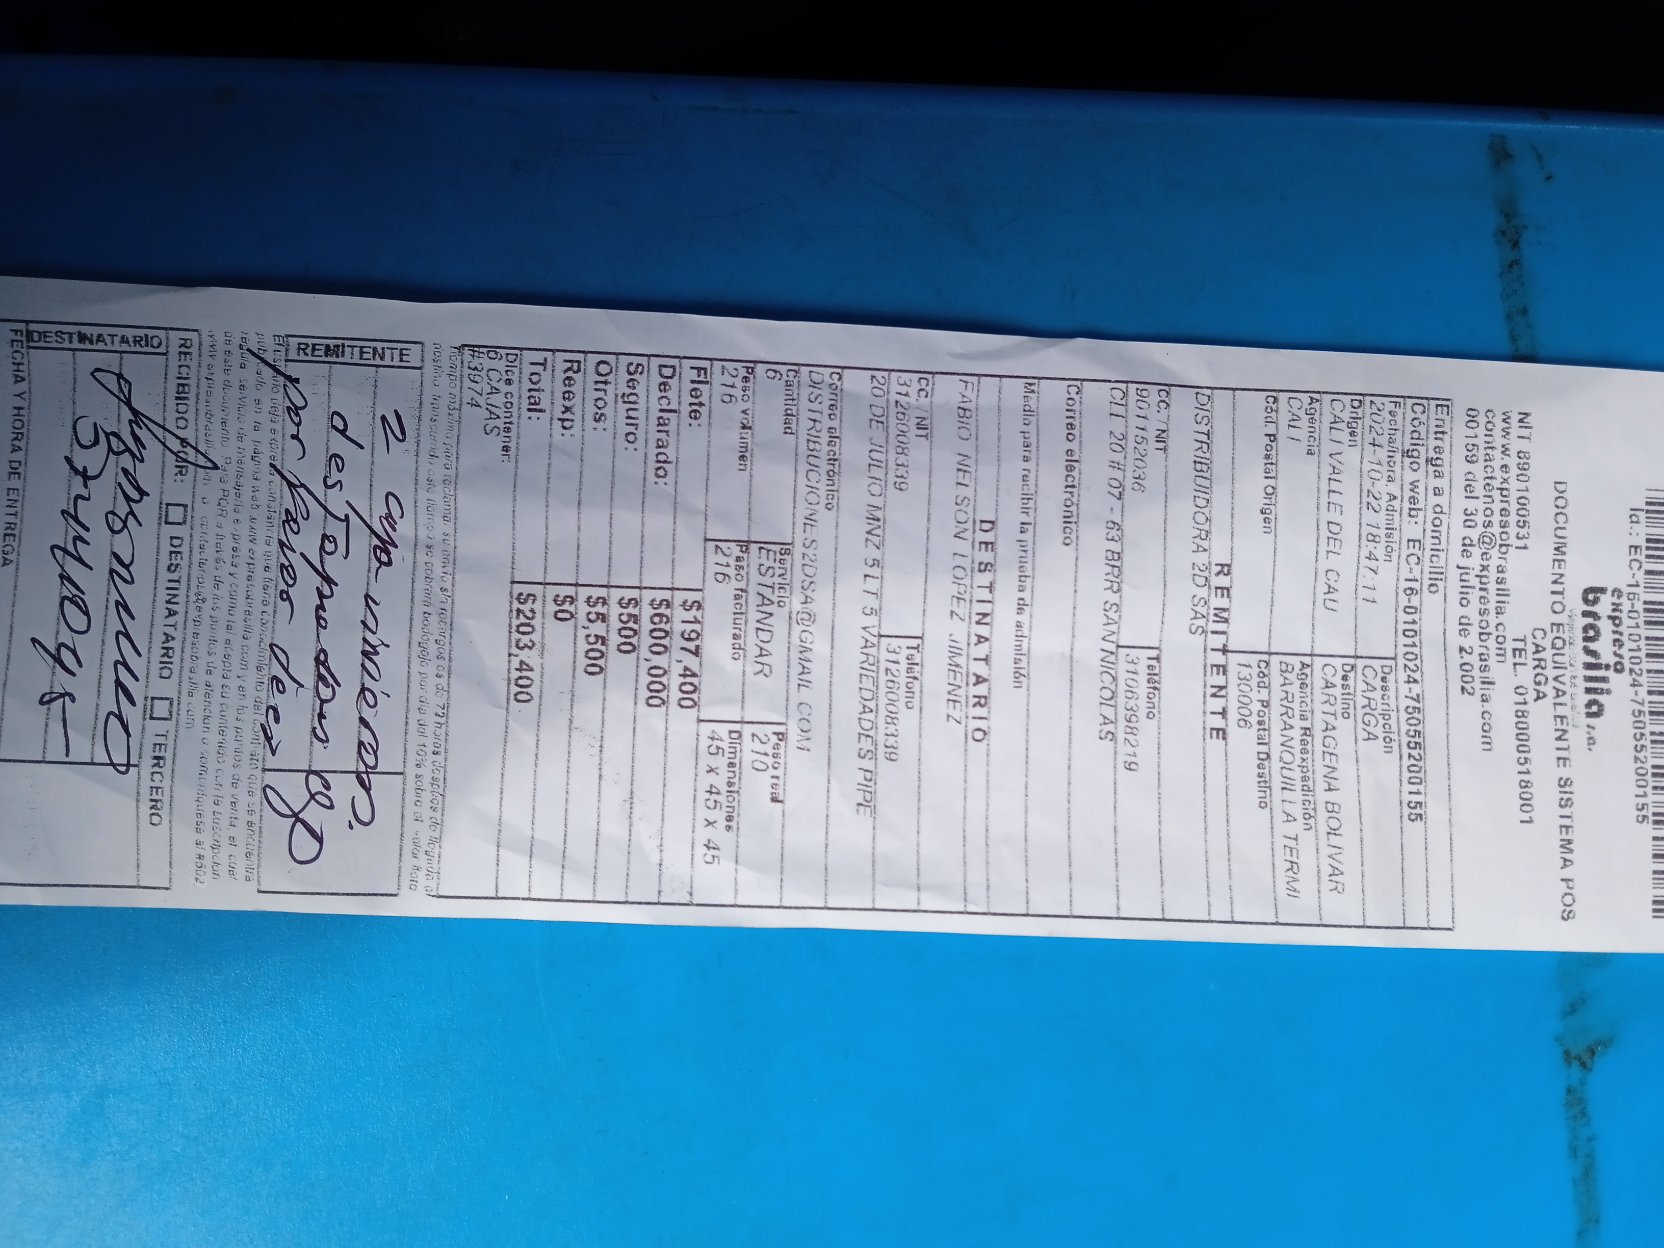 ía.: EC-16-0101024-75055200155
expreso
brasilia s.a.
DOCUMENTO EQUIVALENTE SISTEMA POS
CARGA
NIT 890100531 TEL. 018000518001
www.expresobrasilia.com
contactenos@expresobrasilia.com
00159 del 30 de julio de 2002
Entrega a domicilio
Código web: EC-16-0101024-75055200155
Fecha/hora Admisión Descripción
2024-10-22 18:47:11 CARGA
Origen Destino
CALI VALLE DEL CAU CARTAGENA BOLIVAR
Agencia Agencia Reexpedición
CALI BARRANQUILLA TERMI
Cód. Postal Origen Cód. Postal Destino
130006
REMITENTE
DISTRIBUIDORA 2D SAS
CC. / NIT Teléfono
901152036 3106398219
CLL 20 # 07 - 63 BRR SAN NICOLAS
Correo electrónico
Medio para recibir la prueba de admisión
DESTINATARIO
FABIO NELSON LOPEZ JIMENEZ
CC. / NIT Teléfono
3126008339 3126008339
20 DE JULIO MNZ 5 LT 5 VARIEDADES PIPE
Correo electrónico
DISTRIBUCIONES2DSSA@GMAIL.COM
Cantidad Servicio Peso real
6 ESTANDAR 210
Peso volumen Peso facturado Dimensiones
216 216 45 x 45 x 45
Flete: $197,400
Declarado: $600,000
Seguro: $500
Otros: $5,500
Reexp: $0
Total: $203,400
Dice contener:
6 CAJAS
#3974
REMITENTE
2 caja vinieron
destapadas
por favor
RECIBIDO POR: DESTINATARIO TERCERO
DESTINATARIO
FECHA Y HORA DE ENTREGA